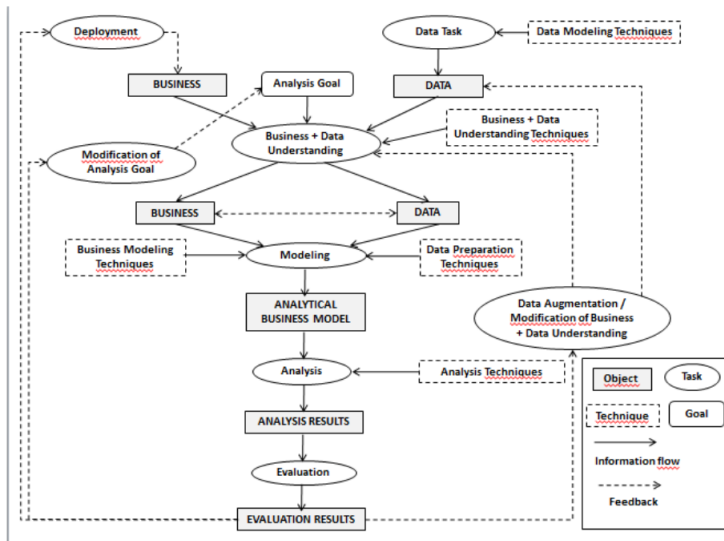 Deployment
Data Task
Data Modeling Techniques
BUSINESS
Analysis Goal
DATA
Business + Data
Understanding Techniques
Business + Data
Understanding
Modification of
Analysis Goal
BUSINESS
DATA
Business Modeling
Techniques
Modeling
Data Preparation
Techniques
ANALYTICAL
BUSINESS MODEL
Data Augmentation /
Modification of Business
+ Data Understanding
Analysis
Analysis Techniques
Object
Task
ANALYSIS RESULTS
Technique
Goal
Information flow
Evaluation
Feedback
EVALUATION RESULTS